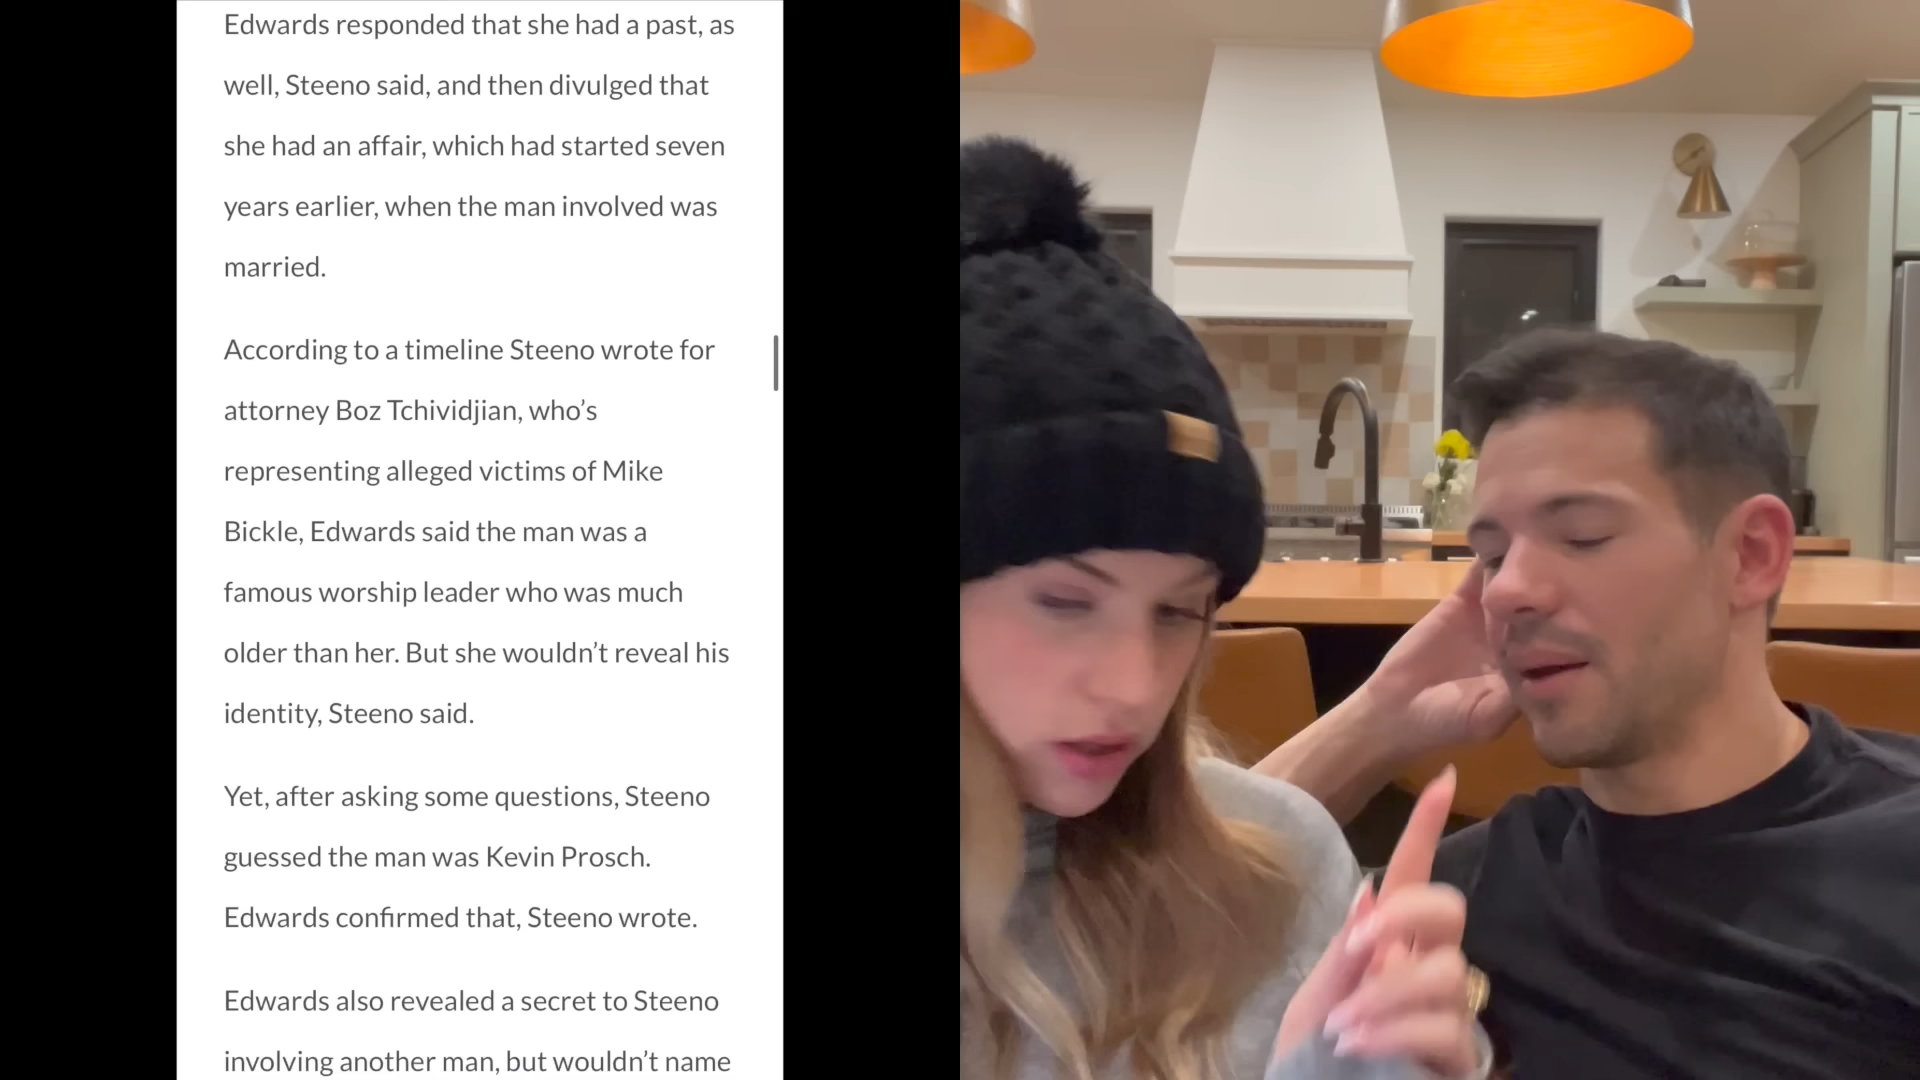 Edwards responded that she had a past, as
well, Steeno said, and then divulged that
she had an affair, which had started seven
years earlier, when the man involved was
married.
According to a timeline Steeno wrote for
attorney Boz Tchividjian, who’s
representing alleged victims of Mike
Bickle, Edwards said the man was a
famous worship leader who was much
older than her. But she wouldn’t reveal his
identity, Steeno said.
Yet, after asking some questions, Steeno
guessed the man was Kevin Prosch.
Edwards confirmed that, Steeno wrote.
Edwards also revealed a secret to Steeno
involving another man, but wouldn’t name